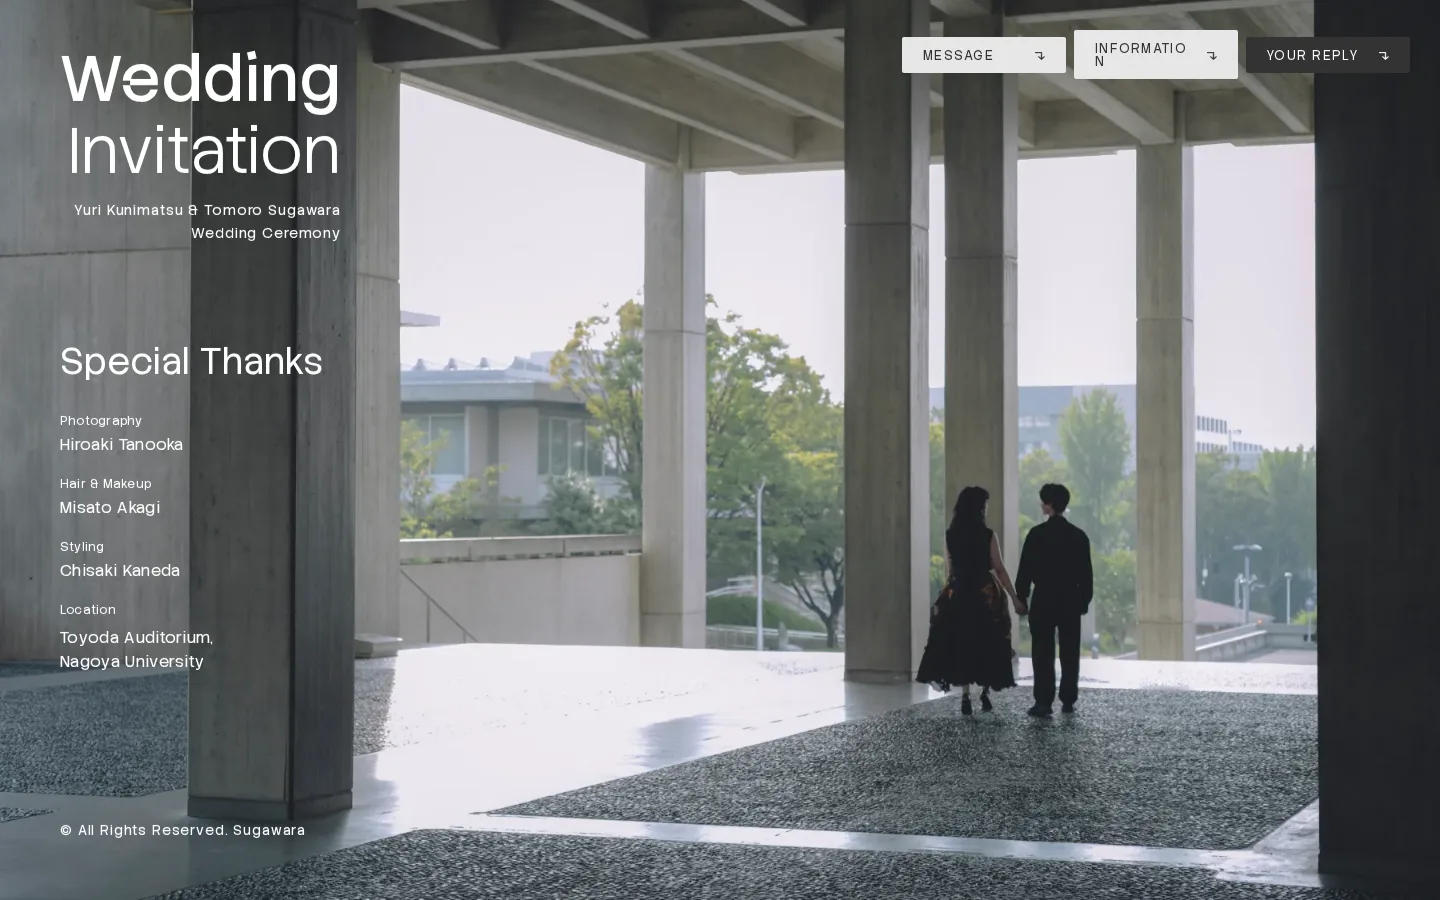 Wedding
Invitation
Yuri Kunimatsu & Tomoro Sugawara
Wedding Ceremony
MESSAGE
INFORMATIO
N
YOUR REPLY
Special Thanks
Photography
Hiroaki Tanooka
Hair & Makeup
Misato Akagi
Styling
Chisaki Kaneda
Location
Toyoda Auditorium,
Nagoya University
© All Rights Reserved. Sugawara